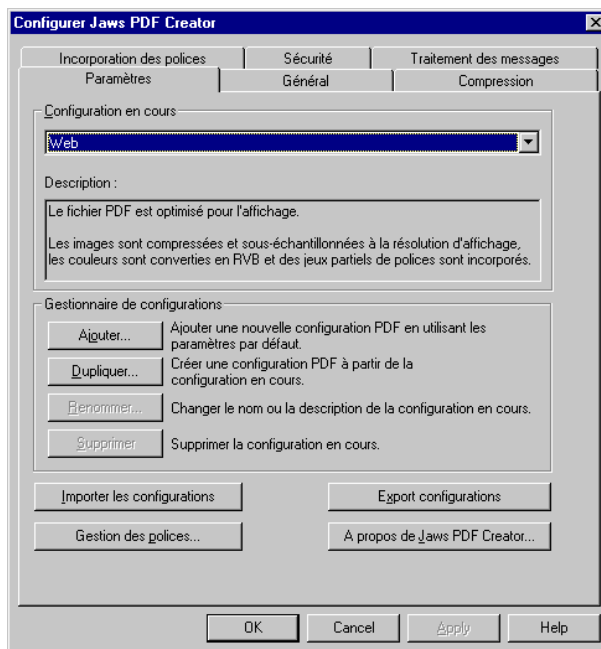 Configurer Jaws PDF Creator
Incorporation des polices
Sécurité
Traitement des messages
Paramètres
Général
Compression
Configuration en cours
Web
Description :
Le fichier PDF est optimisé pour l'affichage.
Les images sont compressées et sous-échantillonnées à la résolution d'affichage,
les couleurs sont converties en RVB et des jeux partiels de polices sont incorporés.
Gestionnaire de configurations
Ajouter...
Ajouter une nouvelle configuration PDF en utilisant les
paramètres par défaut.
Dupliquer...
Créer une configuration PDF à partir de la
configuration en cours.
Renommer...
Changer le nom ou la description de la configuration en cours.
Supprimer
Supprimer la configuration en cours.
Importer les configurations
Export configurations
Gestion des polices...
A propos de Jaws PDF Creator...
OK
Cancel
Apply
Help